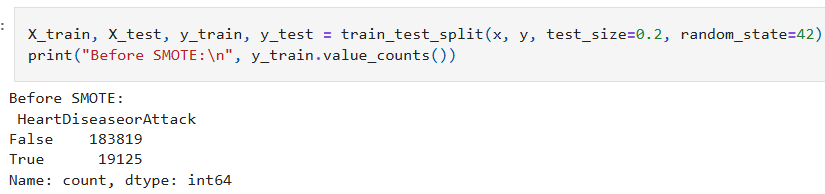 :
X_train, X_test, y_train, y_test = train_test_split(x, y, test_size=0.2, random_state=42)
print("Before SMOTE:\n", y_train.value_counts())
Before SMOTE:
 HeartDiseaseorAttack
False    183819
True      19125
Name: count, dtype: int64